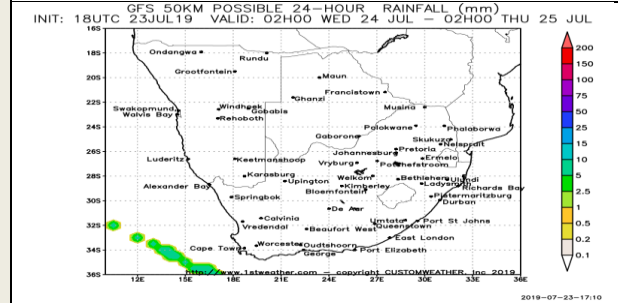 GFS 50KM POSSIBLE 24-HOUR RAINFALL (mm)
INIT: 18UTC 23JUL19 VALID: 02H00 WED 24 JUL - 02H00 THU 25 JUL
16S
18S
20S
22S
24S
26S
28S
30S
32S
34S
36S
Ondangwa
Rundu
Grootfontein
Maun
Francistown
Ghanzi
Musina
Windhoek
Gobabis
Swakopmund
Walvis Bay
Rehoboth
Polokwane
Phalaborwa
Gaborone
Skukuza
Nelspruit
Pretoria
Johannesburg
Ermelo
Luderitz
Keetmanshoop
Vryburg
Potchefstroom
Karasburg
Upington
Welkom
Bethlehem
Ulundi
Ladysmith
Kimberley
Richards Bay
Alexander Bay
Bloemfontein
Springbok
Pietermaritzburg
Durban
De Aar
Calvinia
Umtata
Port St Johns
Vredendal
Queenstown
Beaufort West
East London
Cape Town
Worcester
Oudtshoorn
George
Port Elizabeth
http://www.1stweather.com - copyright CUSTOMWEATHER, Inc 2019
12E
15E
18E
21E
24E
27E
30E
33E
36E
200
150
100
75
50
25
15
10
5
2.5
1
0.5
0.2
0.1
2019-07-23-17:10